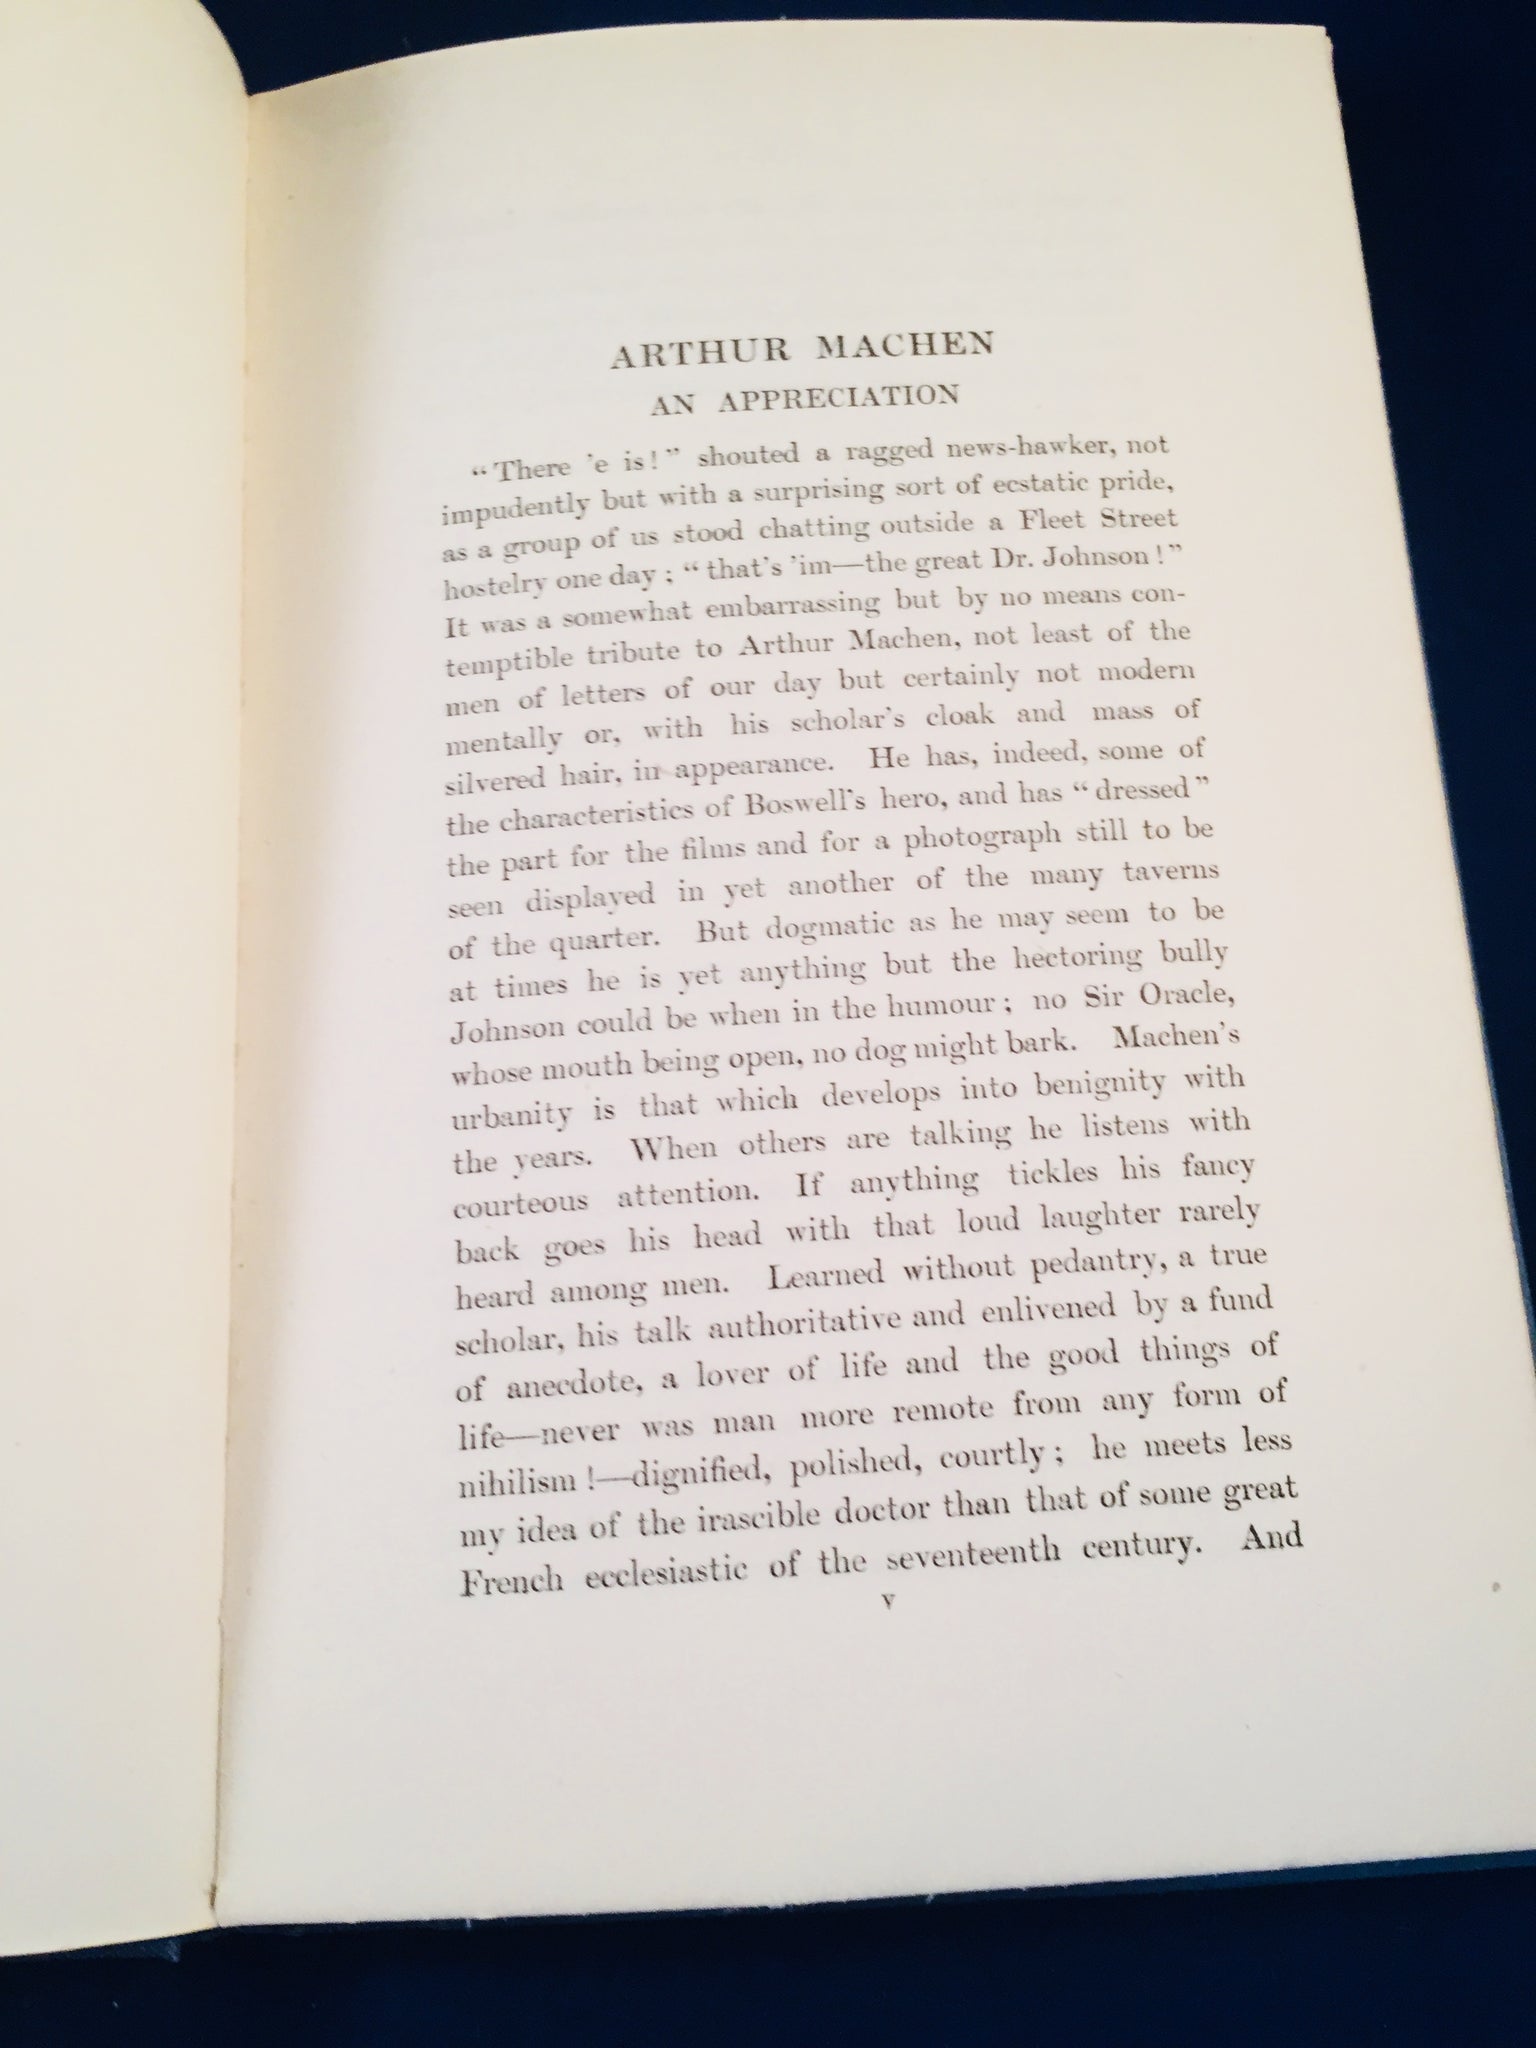 ARTHUR MACHEN
AN APPRECIATION
“There ’e is!” shouted a ragged news-hawker, not
impudently but with a surprising sort of ecstatic pride,
as a group of us stood chatting outside a Fleet Street
hostelry one day; “that’s ’im—the great Dr. Johnson!”
It was a somewhat embarrassing but by no means con-
temptible tribute to Arthur Machen, not least of the
men of letters of our day but certainly not modern
mentally or, with his scholar’s cloak and mass of
silvered hair, in appearance. He has, indeed, some of
the characteristics of Boswell’s hero, and has “dressed”
the part for the films and for a photograph still to be
seen displayed in yet another of the many taverns
of the quarter. But dogmatic as he may seem to be
at times he is yet anything but the hectoring bully
Johnson could be when in the humour; no Sir Oracle,
whose mouth being open, no dog might bark. Machen’s
urbanity is that which develops into benignity with
the years. When others are talking he listens with
courteous attention. If anything tickles his fancy
back goes his head with that loud laughter rarely
heard among men. Learned without pedantry, a true
scholar, his talk authoritative and enlivened by a fund
of anecdote, a lover of life and the good things of
life—never was man more remote from any form of
nihilism!—dignified, polished, courtly; he meets less
my idea of the irascible doctor than that of some great
French ecclesiastic of the seventeenth century. And
v